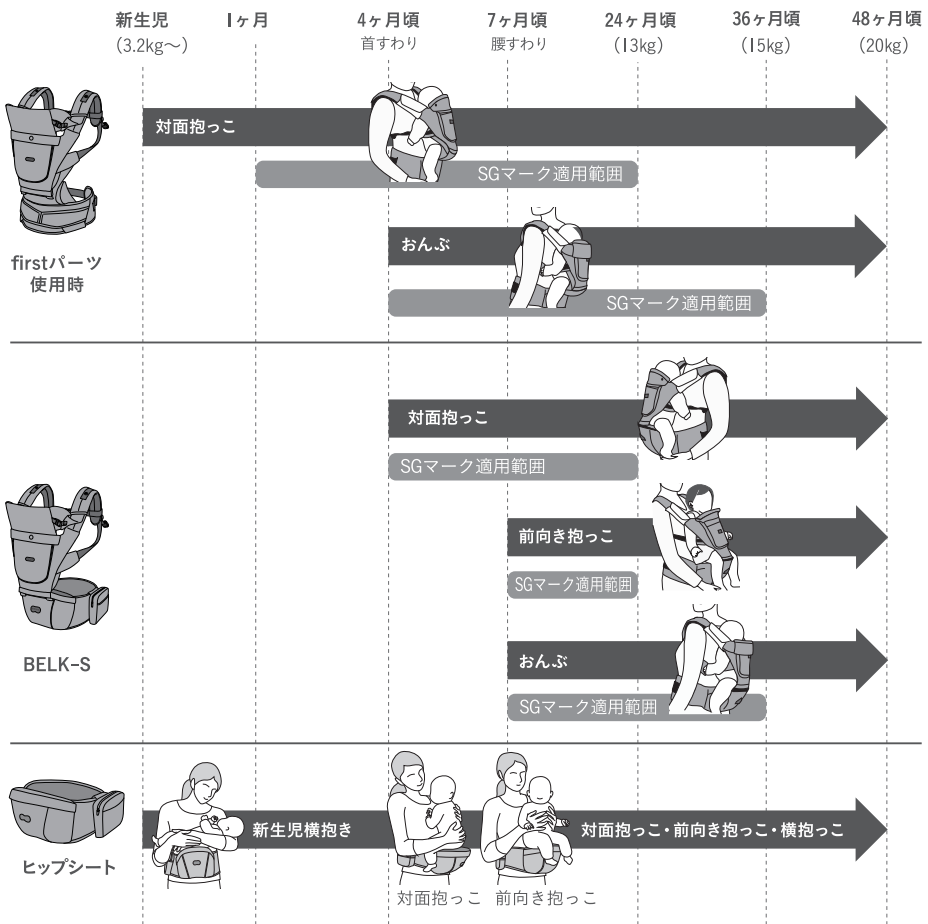 新生児
(3.2kg〜)
1ヶ月
4ヶ月頃
首すわり
7ヶ月頃
腰すわり
24ヶ月頃
(13kg)
36ヶ月頃
(15kg)
48ヶ月頃
(20kg)
firstパーツ
使用時
対面抱っこ
SGマーク適用範囲
おんぶ
SGマーク適用範囲
BELK-S
対面抱っこ
SGマーク適用範囲
前向き抱っこ
SGマーク適用範囲
おんぶ
SGマーク適用範囲
ヒップシート
新生児横抱き
対面抱っこ・前向き抱っこ・横抱っこ
対面抱っこ
前向き抱っこ